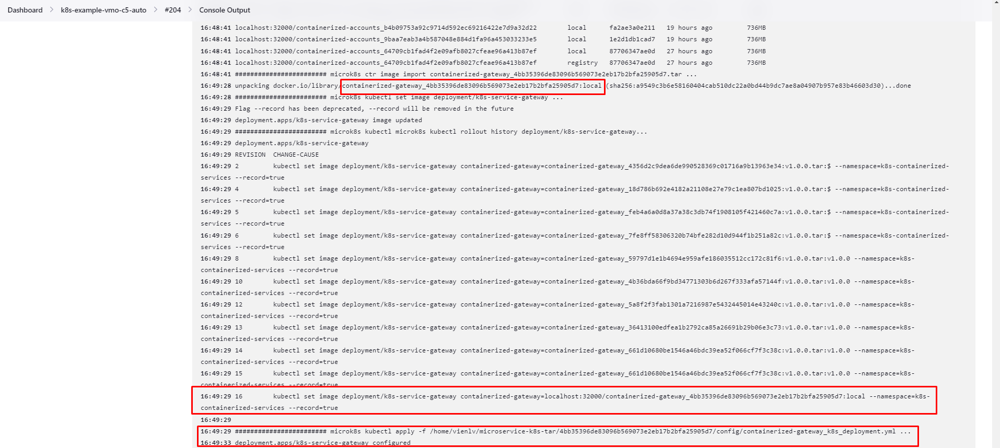 Dashboard > k8s-example-vmo-c5-auto > #204 > Console Output
16:48:41 localhost:32000/containerized-accounts_b4b09753a92c9714d592ec69216422e7d9a32d22 local fa2ae3a0e211 19 hours ago 736MB
16:48:41 localhost:32000/containerized-accounts_9baa7eab3a4b587048e884d1fa96a453033233e5 local 1e2d1db1cad7 19 hours ago 736MB
16:48:41 localhost:32000/containerized-accounts_64709cb1fad4f2e09afb8027cfeae96a413b87ef local 87706347ae0d 27 hours ago 736MB
16:48:41 localhost:32000/containerized-accounts_64709cb1fad4f2e09afb8027cfeae96a413b87ef registry 87706347ae0d 27 hours ago 736MB
16:48:41 ######################## microk8s ctr image import containerized-gateway_4bb35396de83096b569073e2eb17b2bfa25905d7.tar ...
16:49:28 unpacking docker.io/library/containerized-gateway_4bb35396de83096b569073e2eb17b2bfa25905d7:local (sha256:a9549c3b6e58160404cab510dc22a0bd44b9dc7ae8a04907b957e83b46603d30)...done
16:49:28 ######################## microk8s kubectl set image deployment/k8s-service-gateway ...
16:49:29 Flag --record has been deprecated, --record will be removed in the future
16:49:29 deployment.apps/k8s-service-gateway image updated
16:49:29 ######################## microk8s kubectl microk8s kubectl rollout history deployment/k8s-service-gateway...
16:49:29 deployment.apps/k8s-service-gateway
16:49:29 REVISION CHANGE-CAUSE
16:49:29 2 kubectl set image deployment/k8s-service-gateway containerized-gateway=containerized-gateway_4356d2c9dea6de990528369c01716a9b13963e34:v1.0.0.tar:$ --namespace=k8s-containerized-
services --record=true
16:49:29 4 kubectl set image deployment/k8s-service-gateway containerized-gateway=containerized-gateway_18d786b692e4182a21108e27e79c1ea807bd1025:v1.0.0.tar:$ --namespace=k8s-containerized-
services --record=true
16:49:29 5 kubectl set image deployment/k8s-service-gateway containerized-gateway=containerized-gateway_feb4a6a0d8a37a38c3db74f1908105f421460c7a:v1.0.0.tar:$ --namespace=k8s-containerized-
services --record=true
16:49:29 6 kubectl set image deployment/k8s-service-gateway containerized-gateway=containerized-gateway_7fe8ff58306320b74bfe282d10d944f1b251a82c:v1.0.0.tar:$ --namespace=k8s-containerized-
services --record=true
16:49:29 8 kubectl set image deployment/k8s-service-gateway containerized-gateway=containerized-gateway_59797d1e1b4694e959afe186035512cc172c81f6:v1.0.0.tar:v1.0.0 --namespace=k8s-
containerized-services --record=true
16:49:29 10 kubectl set image deployment/k8s-service-gateway containerized-gateway=containerized-gateway_4b36bda66f9bd34771303b6d267f333afa57144f:v1.0.0.tar:v1.0.0 --namespace=k8s-
containerized-services --record=true
16:49:29 12 kubectl set image deployment/k8s-service-gateway containerized-gateway=containerized-gateway_5a8f2f3fab1301a7216987e5432445014e43240c:v1.0.0.tar:v1.0.0 --namespace=k8s-
containerized-services --record=true
16:49:29 13 kubectl set image deployment/k8s-service-gateway containerized-gateway=containerized-gateway_36413100edfea1b2792ca85a26691b29b06e3c73:v1.0.0.tar:v1.0.0 --namespace=k8s-
containerized-services --record=true
16:49:29 14 kubectl set image deployment/k8s-service-gateway containerized-gateway=containerized-gateway_661d10680be1546a46bdc39ea52f066cf7f3c38c:v1.0.0.tar:v1.0.0 --namespace=k8s-
containerized-services --record=true
16:49:29 15 kubectl set image deployment/k8s-service-gateway containerized-gateway=containerized-gateway_661d10680be1546a46bdc39ea52f066cf7f3c38c:v1.0.0.tar:v1.0.0 --namespace=k8s-
containerized-services --record=true
16:49:29 16 kubectl set image deployment/k8s-service-gateway containerized-gateway=localhost:32000/containerized-gateway_4bb35396de83096b569073e2eb17b2bfa25905d7:local --namespace=k8s-
containerized-services --record=true
16:49:29
16:49:29 ######################## microk8s kubectl apply -f /home/vienlv/microservice-k8s-tar/4bb35396de83096b569073e2eb17b2bfa25905d7/config/containerized-gateway_k8s_deployment.yml ...
16:49:33 deployment.apps/k8s-service-gateway configured